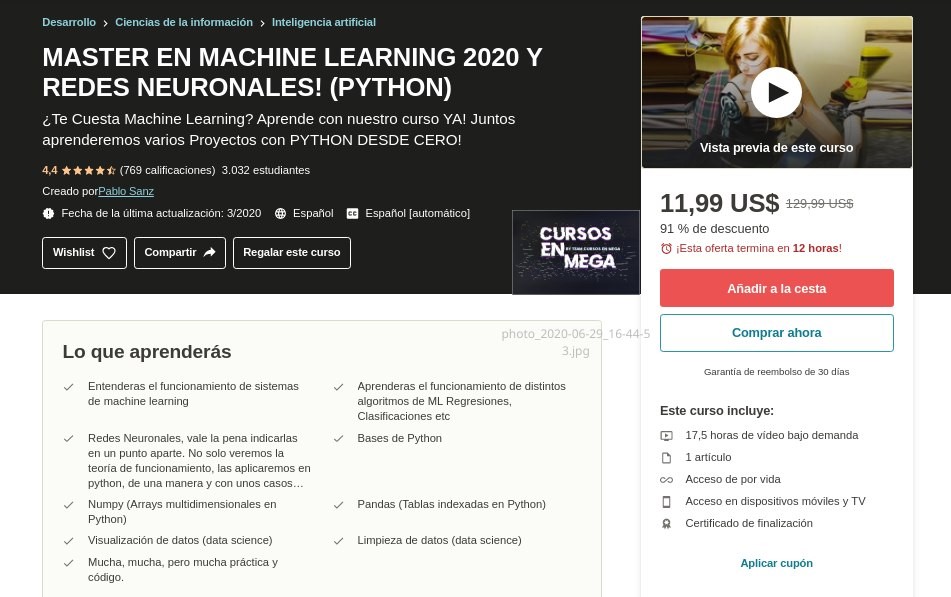 Desarrollo > Ciencias de la información > Inteligencia artificial
MASTER EN MACHINE LEARNING 2020 Y
REDES NEURONALES! (PYTHON)
¿Te Cuesta Machine Learning? Aprende con nuestro curso YA! Juntos
aprenderemos varios Proyectos con PYTHON DESDE CERO!
4,4 (769 calificaciones) 3.032 estudiantes
Creado porPablo Sanz
Fecha de la última actualización: 3/2020 Español Español [automático]
Wishlist Compartir Regalar este curso
CURSOS
EN BY TEAM CURSOS EN MEGA
MEGA
photo_2020-06-29_16-44-5
3.jpg
Lo que aprenderás
Entenderas el funcionamiento de sistemas
de machine learning
Aprenderas el funcionamiento de distintos
algoritmos de ML Regresiones,
Clasificaciones etc
Redes Neuronales, vale la pena indicarlas
en un punto aparte. No solo veremos la
teoría de funcionamiento, las aplicaremos en
python, de una manera y con unos casos...
Bases de Python
Numpy (Arrays multidimensionales en
Python)
Pandas (Tablas indexadas en Python)
Visualización de datos (data science)
Limpieza de datos (data science)
Mucha, mucha, pero mucha práctica y
código.
Vista previa de este curso
11,99 US$ 129,99 US$
91 % de descuento
¡Esta oferta termina en 12 horas!
Añadir a la cesta
Comprar ahora
Garantía de reembolso de 30 días
Este curso incluye:
17,5 horas de vídeo bajo demanda
1 artículo
Acceso de por vida
Acceso en dispositivos móviles y TV
Certificado de finalización
Aplicar cupón